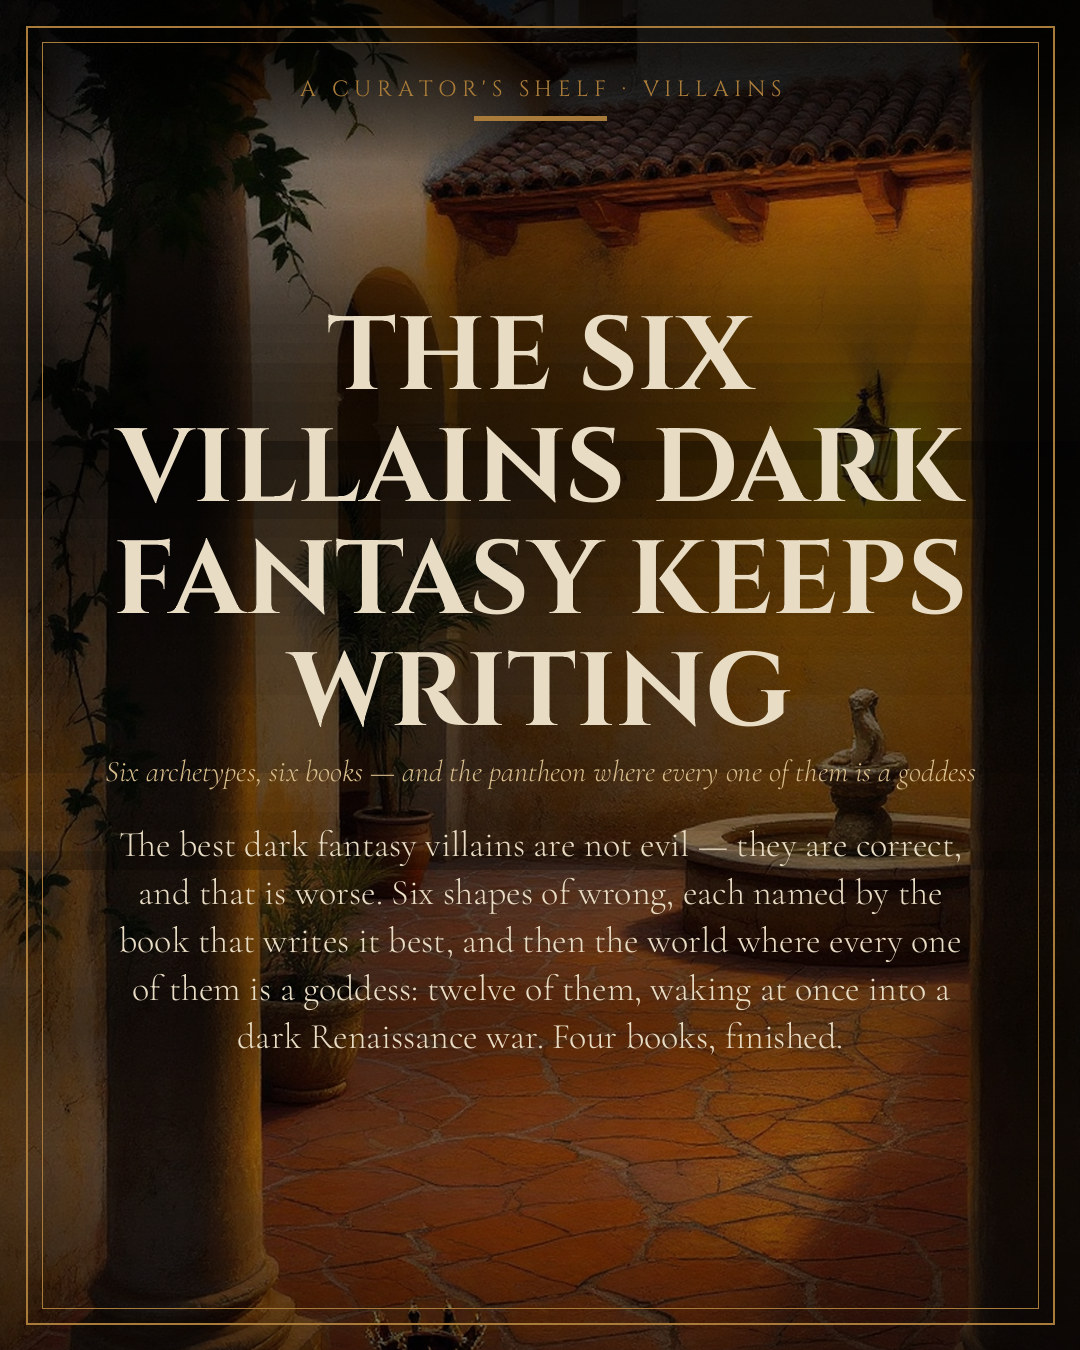 A CURATOR'S SHELF · VILLAINS
THE SIX
VILLAINS DARK
FANTASY KEEPS
WRITING
Six archetypes, six books — and the pantheon where every one of them is a goddess
The best dark fantasy villains are not evil — they are correct,
and that is worse. Six shapes of wrong, each named by the
book that writes it best, and then the world where every one
of them is a goddess: twelve of them, waking at once into a
dark Renaissance war. Four books, finished.